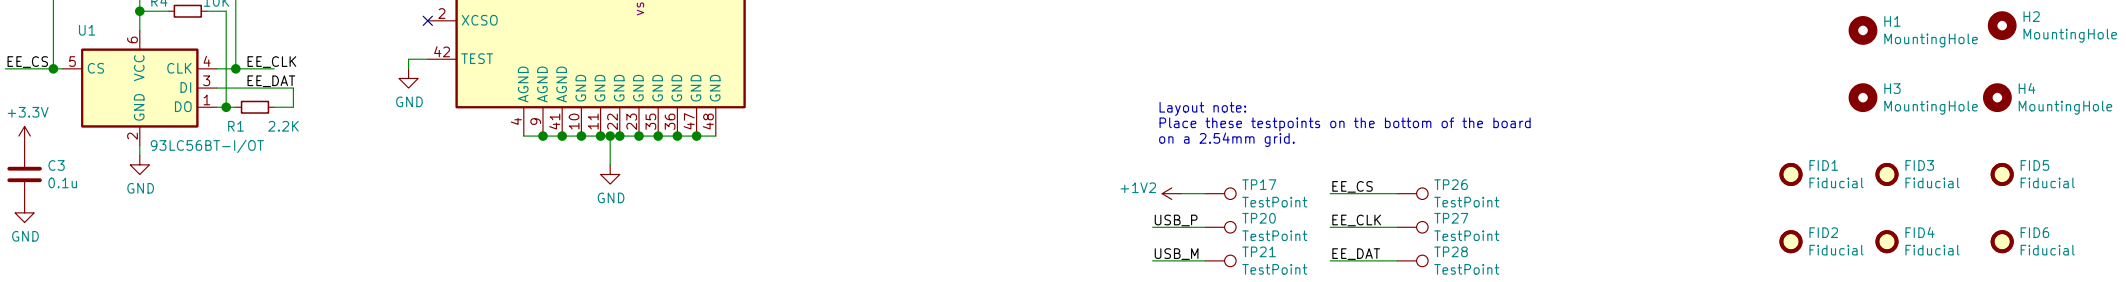 R4
10K
U1
6
EE_CS
5
CS
VCC
GND
CLK
4
EE_CLK
DI
3
EE_DAT
DO
1
R1
2.2K
2
93LC56BT-I/OT
GND
+3.3V
C3
0.1u
GND
2
XCSO
vs
42
TEST
GND
AGND
AGND
AGND
GND
GND
GND
GND
GND
GND
GND
GND
4
9
41
10
11
22
23
35
36
47
48
GND
Layout note:
Place these testpoints on the bottom of the board
on a 2.54mm grid.
+1V2
TP17
TestPoint
USB_P
TP20
TestPoint
USB_M
TP21
TestPoint
EE_CS
TP26
TestPoint
EE_CLK
TP27
TestPoint
EE_DAT
TP28
TestPoint
H1
MountingHole
H2
MountingHole
H3
MountingHole
H4
MountingHole
FID1
Fiducial
FID3
Fiducial
FID5
Fiducial
FID2
Fiducial
FID4
Fiducial
FID6
Fiducial